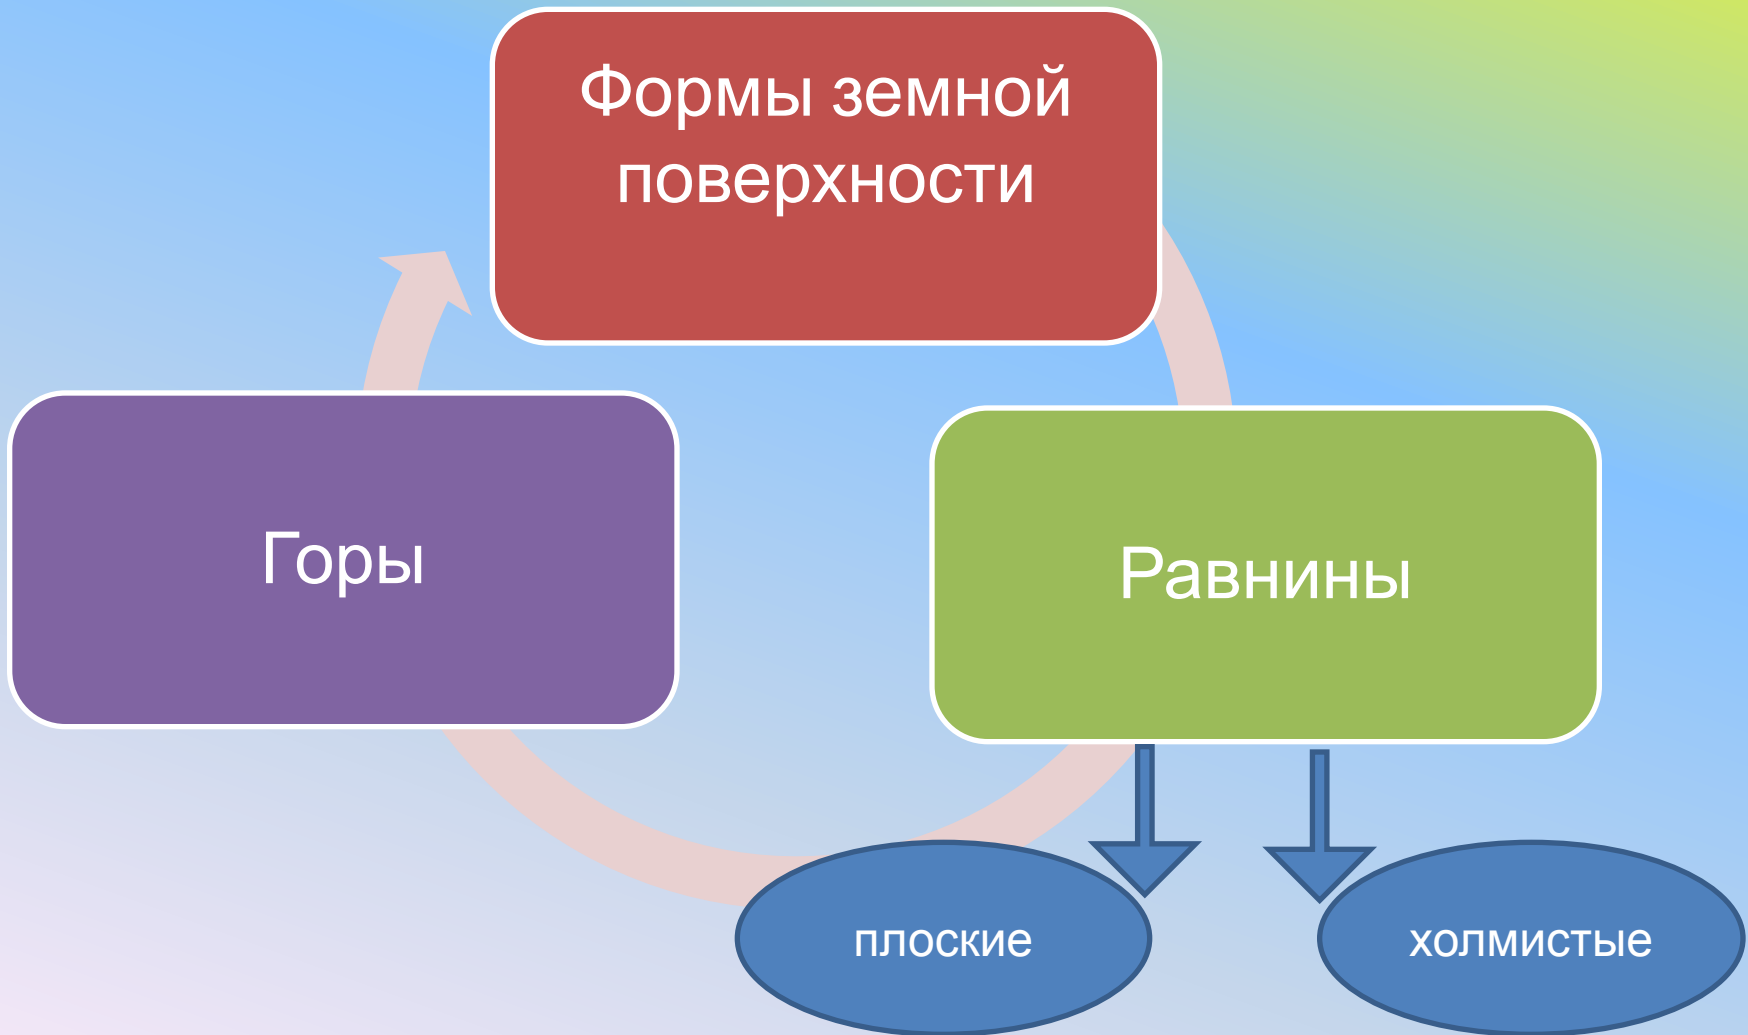 Формы земной
поверхности
Горы
Равнины
плоские
холмистые